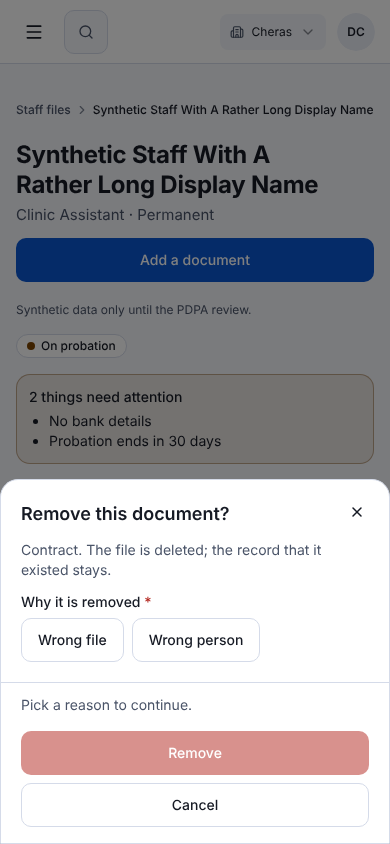 Cheras
DC
Staff files
Synthetic Staff With A Rather Long Display Name
Synthetic Staff With A
Rather Long Display Name
Clinic Assistant · Permanent
Add a document
Synthetic data only until the PDPA review.
On probation
2 things need attention
• No bank details
• Probation ends in 30 days
Remove this document?
Contract. The file is deleted; the record that it
existed stays.
Why it is removed *
Wrong file
Wrong person
Pick a reason to continue.
Remove
Cancel